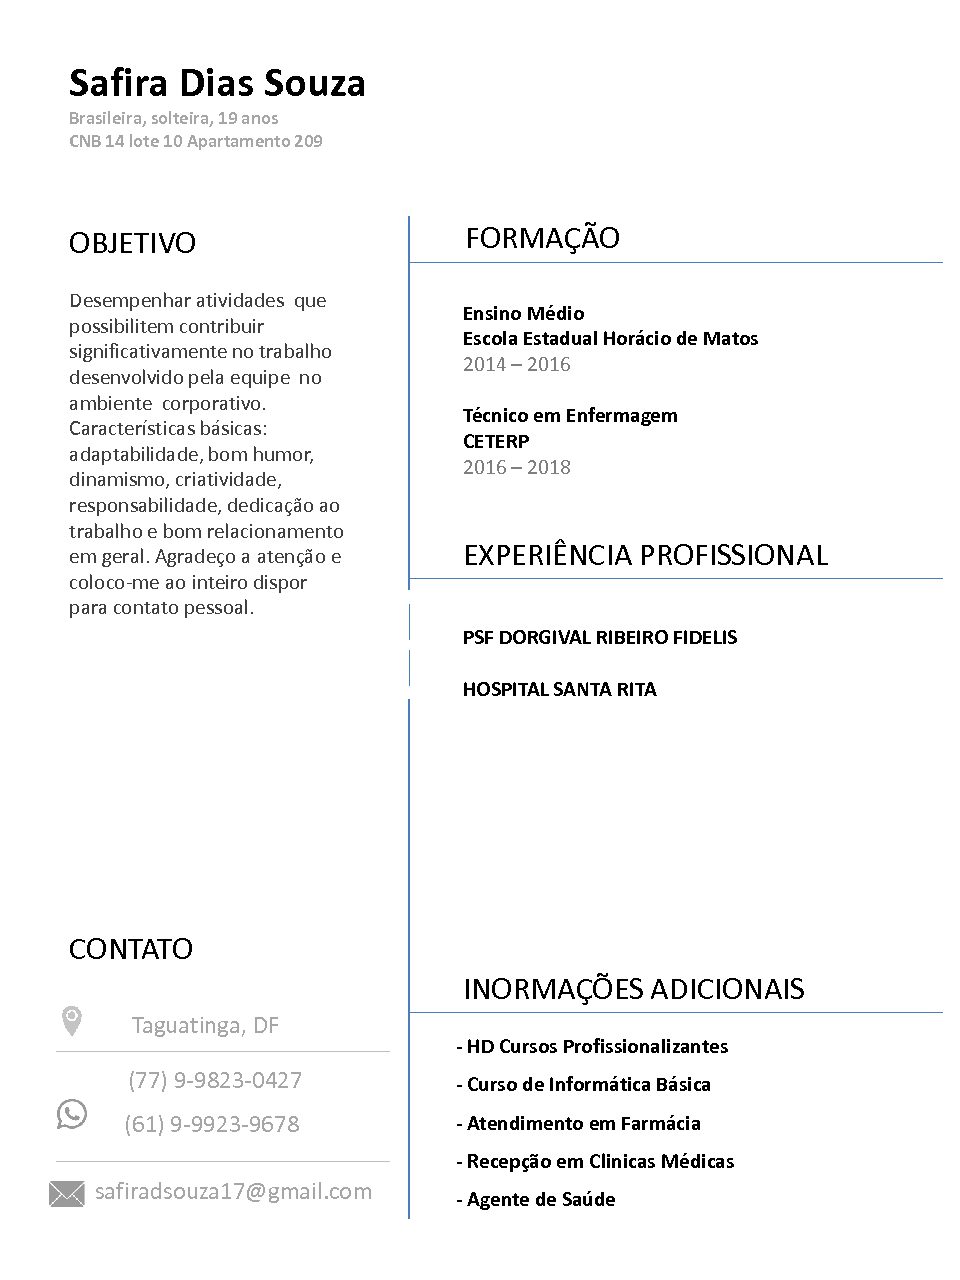 Safira Dias Souza
Brasileira, solteira, 19 anos
CNB 14 lote 10 Apartamento 209
OBJETIVO
Desempenhar atividades que
possibilitem contribuir
significativamente no trabalho
desenvolvido pela equipe no
ambiente corporativo.
Características básicas:
adaptabilidade, bom humor,
dinamismo, criatividade,
responsabilidade, dedicação ao
trabalho e bom relacionamento
em geral. Agradeço a atenção e
coloco-me ao inteiro dispor
para contato pessoal.
CONTATO
Taguatinga, DF
(77) 9-9823-0427
(61) 9-9923-9678
safiradsouza17@gmail.com
FORMAÇÃO
Ensino Médio
Escola Estadual Horácio de Matos
2014 – 2016
Técnico em Enfermagem
CETERP
2016 – 2018
EXPERIÊNCIA PROFISSIONAL
PSF DORGIVAL RIBEIRO FIDELIS
HOSPITAL SANTA RITA
INORMAÇÕES ADICIONAIS
- HD Cursos Profissionalizantes
- Curso de Informática Básica
- Atendimento em Farmácia
- Recepção em Clinicas Médicas
- Agente de Saúde